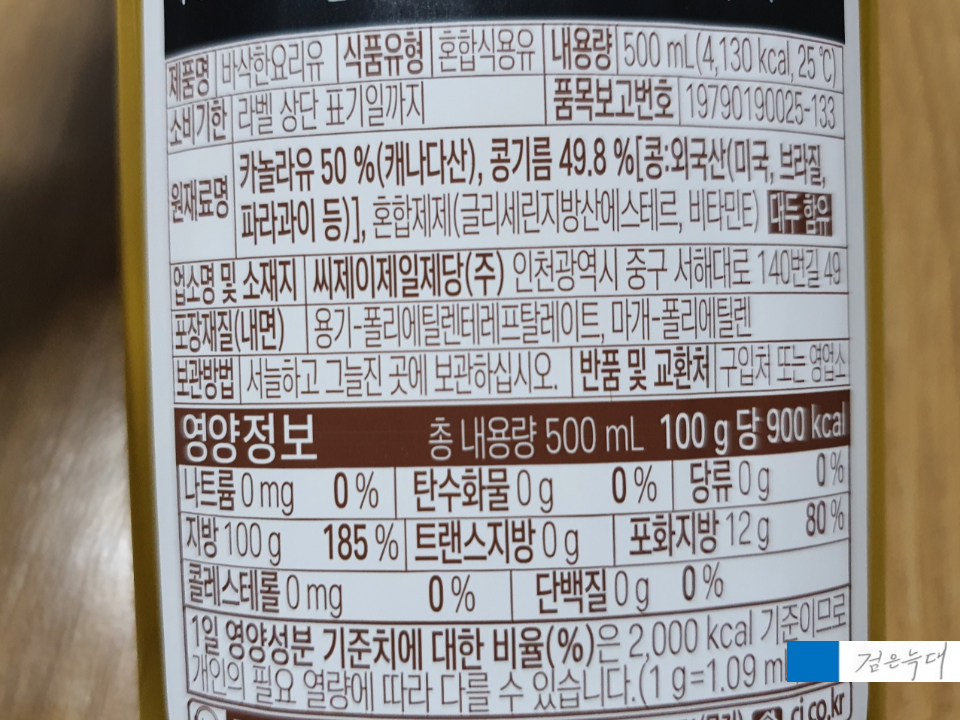 제품명 바삭한요리유 식품유형 혼합식용유 내용량 500 mL(4,130 kcal, 25 ℃)
소비기한 라벨 상단 표기일까지 품목보고번호 19790190025-133
원재료명 카놀라유 50 %(캐나다산), 콩기름 49.8 %[콩:외국산(미국, 브라질,
파라과이 등)], 혼합제제(글리세린지방산에스테르, 비타민E) 대두 함유
업소명 및 소재지 씨제이제일제당(주) 인천광역시 중구 서해대로 140번길 49
포장재질(내면) 용기-폴리에틸렌테레프탈레이트, 마개-폴리에틸렌
보관방법 서늘하고 그늘진 곳에 보관하십시오. 반품 및 교환처 구입처 또는 영업소
영양정보 총 내용량 500 mL 100 g 당 900 kcal
나트륨 0 mg 0 % 탄수화물 0 g 0 % 당류 0 g 0 %
지방 100 g 185 % 트랜스지방 0 g 포화지방 12 g 80 %
콜레스테롤 0 mg 0 % 단백질 0 g 0 %
1일 영양성분 기준치에 대한 비율(%)은 2,000 kcal 기준이므로
개인의 필요 열량에 따라 다를 수 있습니다.(1 g=1.09 m
cj.co.kr
검은늑대